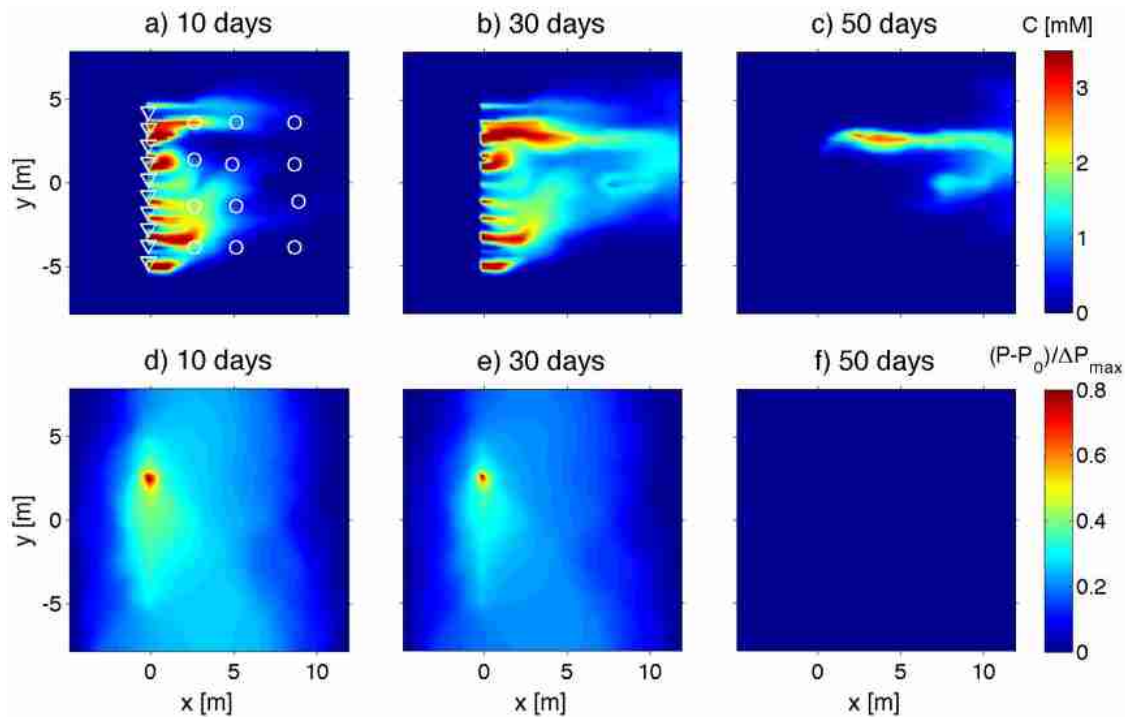 a) 10 days
b) 30 days
c) 50 days
C [mM]
y [m]
5
0
-5
3
2
1
0
d) 10 days
e) 30 days
f) 50 days
(P-P0)/ΔPmax
y [m]
5
0
-5
0.8
0.6
0.4
0.2
0
0 5 10
0 5 10
0 5 10
x [m]
x [m]
x [m]